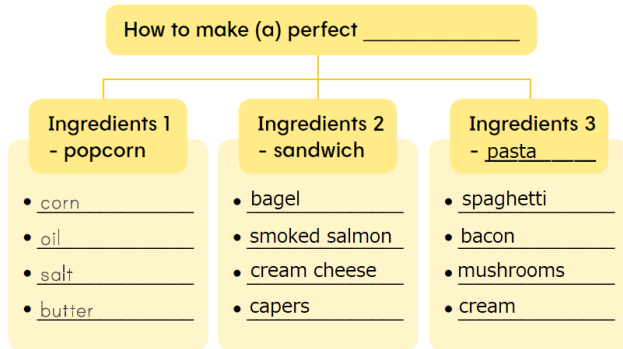 How to make (a) perfect ____________
Ingredients 1
- popcorn
• corn
• oil
• salt
• butter
Ingredients 2
- sandwich
• bagel
• smoked salmon
• cream cheese
• capers
Ingredients 3
- pasta
• spaghetti
• bacon
• mushrooms
• cream